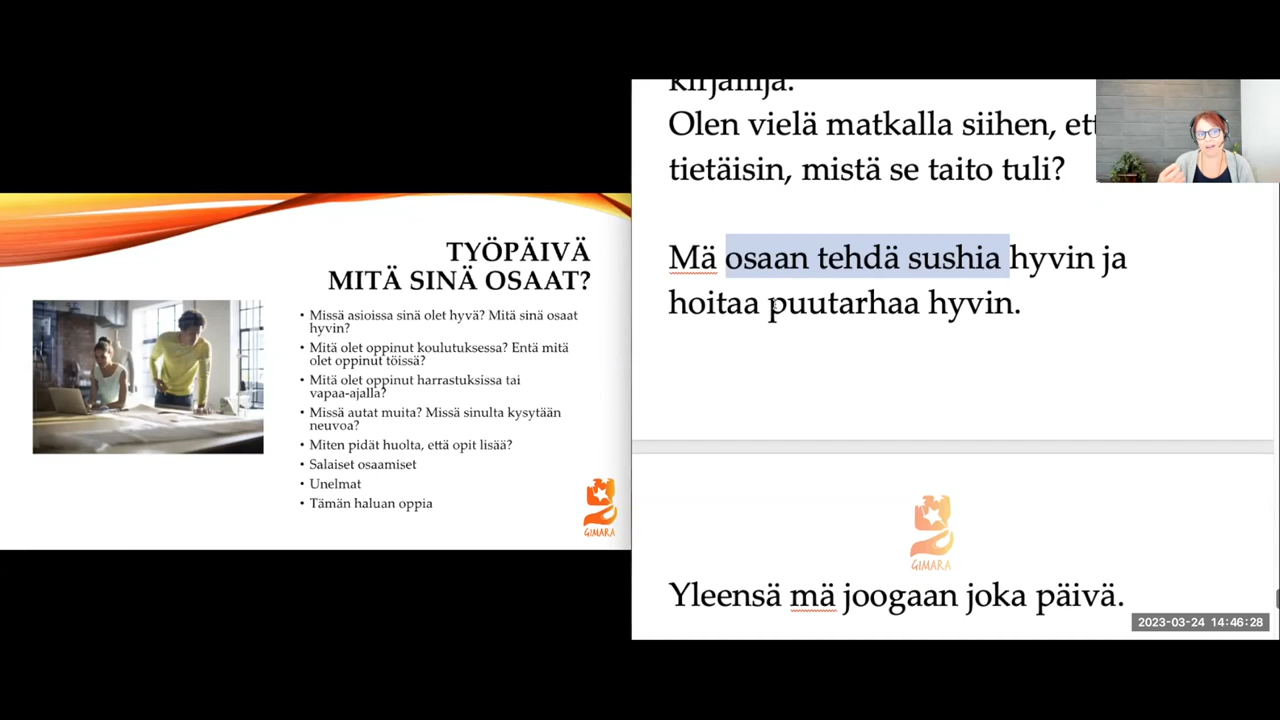 TYÖPÄIVÄ
MITÄ SINÄ OSAAT?
• Missä asioissa sinä olet hyvä? Mitä sinä osaat
hyvin?
• Mitä olet oppinut koulutuksessa? Entä mitä
olet oppinut töissä?
• Mitä olet oppinut harrastuksissa tai
vapaa-ajalla?
• Missä autat muita? Missä sinulta kysytään
neuvoa?
• Miten pidät huolta, että opit lisää?
• Salaiset osaamiset
• Unelmat
• Tämän haluan oppia
GIMARA
kirjailija.
Olen vielä matkalla siihen, ett
tietäisin, mistä se taito tuli?
Mä osaan tehdä sushia hyvin ja
hoitaa puutarhaa hyvin.
GIMARA
Yleensä mä joogaan joka päivä.
2023-03-24 14:46:28